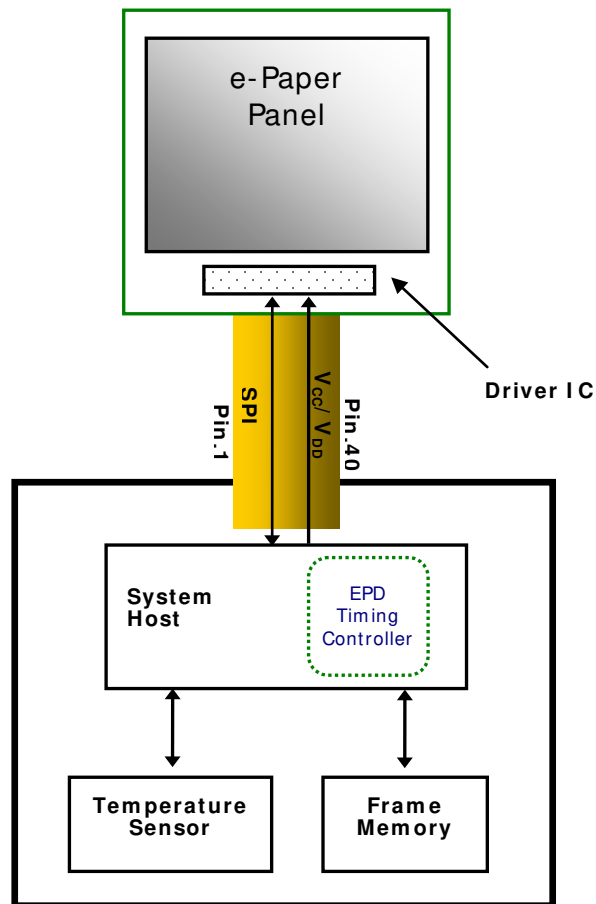 e-Paper
Panel
Driver IC
Pin.1
SPI
VCC/ VDD
Pin.40
System
Host
EPD
Timing
Controller
Temperature
Sensor
Frame
Memory